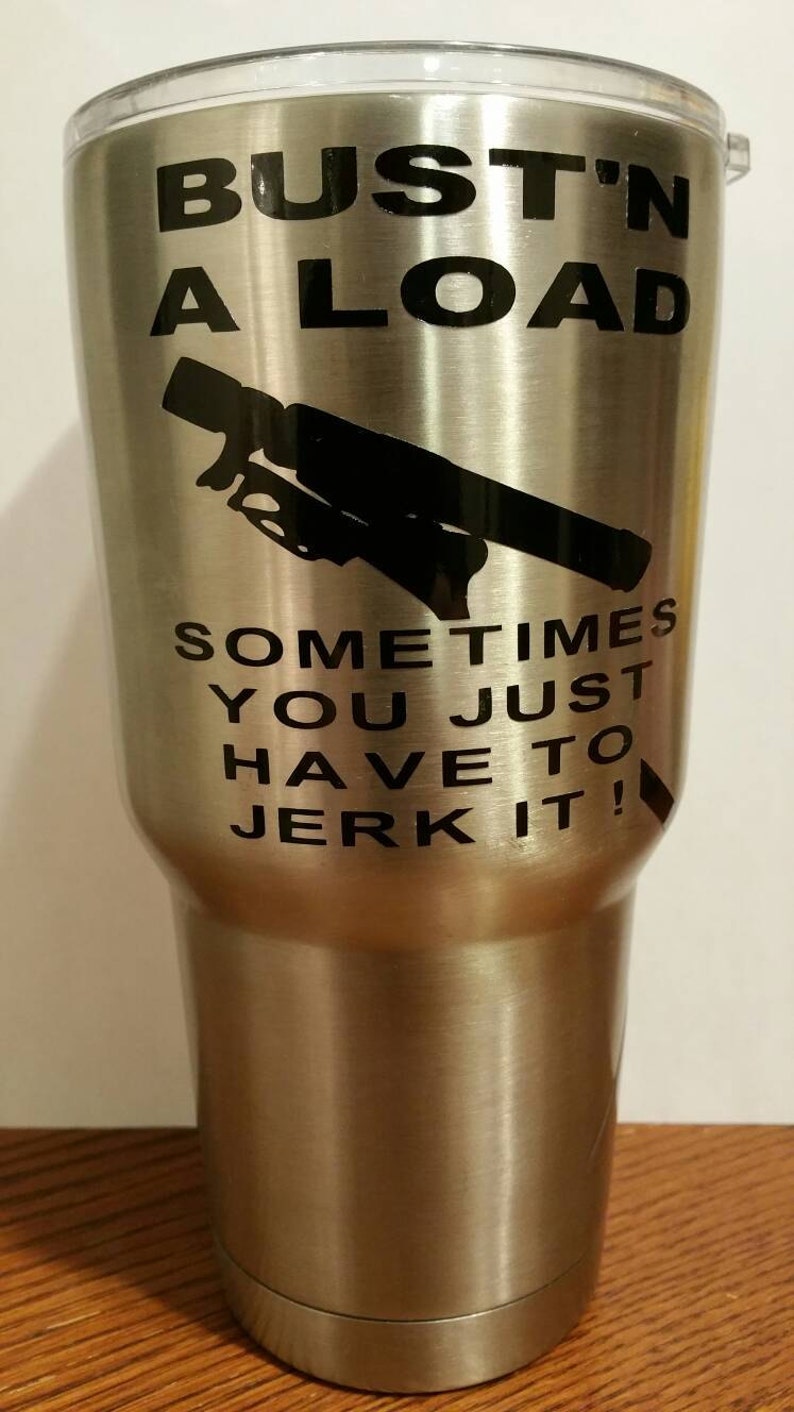 BUST'N
A LOAD
SOMETIMES
YOU JUST
HAVE TO
JERK IT !